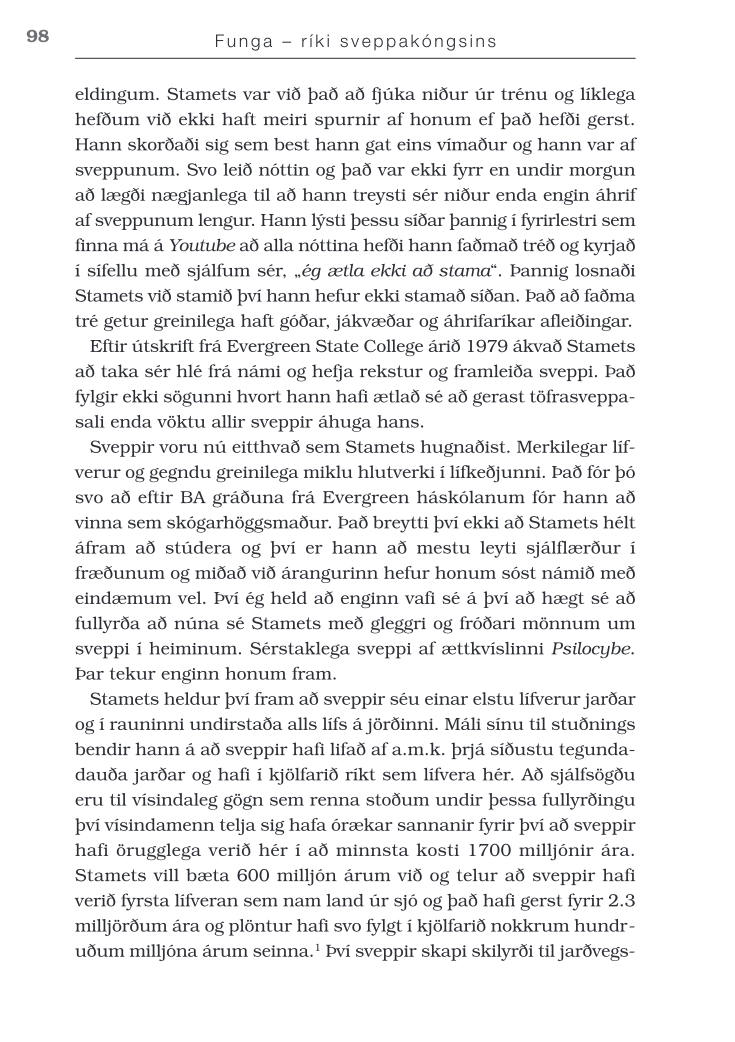 98
Funga – ríki sveppakóngsins
eldingum. Stamets var við það að fjúka niður úr trénu og líklega
hefðum við ekki haft meiri spurnir af honum ef það hefði gerst.
Hann skorðaði sig sem best hann gat eins vímaður og hann var af
sveppunum. Svo leið nóttin og það var ekki fyrr en undir morgun
að lægði nægjanlega til að hann treysti sér niður enda engin áhrif
af sveppunum lengur. Hann lýsti þessu síðar þannig í fyrirlestri sem
finna má á Youtube að alla nóttina hefði hann faðmað tréð og kyrjað
í sífellu með sjálfum sér, „ég ætla ekki að stama“. Þannig losnaði
Stamets við stamið því hann hefur ekki stamað síðan. Það að faðma
tré getur greinilega haft góðar, jákvæðar og áhrifaríkar afleiðingar.
Eftir útskrift frá Evergreen State College árið 1979 ákvað Stamets
að taka sér hlé frá námi og hefja rekstur og framleiða sveppi. Það
fylgir ekki sögunni hvort hann hafi ætlað sé að gerast töfrasveppa-
sali enda vöktu allir sveppir áhuga hans.
Sveppir voru nú eitthvað sem Stamets hugnaðist. Merkilegar líf-
verur og gegndu greinilega miklu hlutverki í lífkeðjunni. Það fór þó
svo að eftir BA gráðuna frá Evergreen háskólanum fór hann að
vinna sem skógarhöggsmaður. Það breytti því ekki að Stamets hélt
áfram að stúdera og því er hann að mestu leyti sjálflærður í
fræðunum og miðað við árangurinn hefur honum sóst námið með
eindæmum vel. Því ég held að enginn vafi sé á því að hægt sé að
fullyrða að núna sé Stamets með gleggri og fróðari mönnum um
sveppi í heiminum. Sérstaklega sveppi af ættkvíslinni Psilocybe.
Þar tekur enginn honum fram.
Stamets heldur því fram að sveppir séu einar elstu lífverur jarðar
og í rauninni undirstaða alls lífs á jörðinni. Máli sínu til stuðnings
bendir hann á að sveppir hafi lifað af a.m.k. þrjá síðustu tegunda-
dauða jarðar og hafi í kjölfarið ríkt sem lífvera hér. Að sjálfsögðu
eru til vísindaleg gögn sem renna stoðum undir þessa fullyrðingu
því vísindamenn telja sig hafa órækar sannanir fyrir því að sveppir
hafi örugglega verið hér í að minnsta kosti 1700 milljónir ára.
Stamets vill bæta 600 milljón árum við og telur að sveppir hafi
verið fyrsta lífveran sem nam land úr sjó og það hafi gerst fyrir 2.3
milljörðum ára og plöntur hafi svo fylgt í kjölfarið nokkrum hundr-
uðum milljóna árum seinna.¹ Því sveppir skapi skilyrði til jarðvegs-